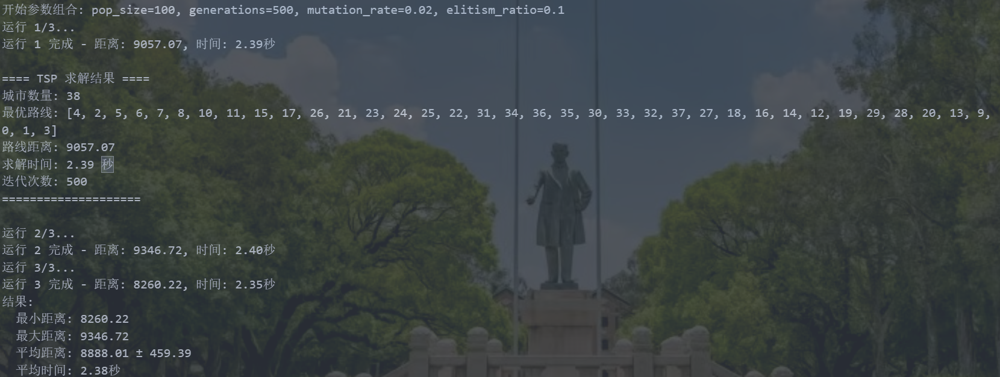 开始参数组合: pop_size=100, generations=500, mutation_rate=0.02, elitism_ratio=0.1
运行 1/3...
运行 1 完成 - 距离: 9057.07, 时间: 2.39秒
==== TSP 求解结果 ====
城市数量: 38
最优路线: [4, 2, 5, 6, 7, 8, 10, 11, 15, 17, 26, 21, 23, 24, 25, 22, 31, 34, 36, 35, 30, 33, 32, 37, 27, 18, 16, 14, 12, 19, 29, 28, 20, 13, 9,
0, 1, 3]
路线距离: 9057.07
求解时间: 2.39 秒
迭代次数: 500
====================
运行 2/3...
运行 2 完成 - 距离: 9346.72, 时间: 2.40秒
运行 3/3...
运行 3 完成 - 距离: 8260.22, 时间: 2.35秒
结果:
最小距离: 8260.22
最大距离: 9346.72
平均距离: 8888.01 ± 459.39
平均时间: 2.38秒